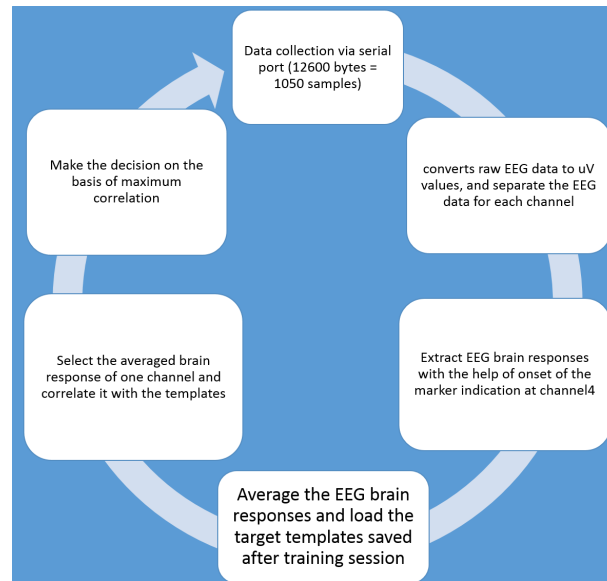 Data collection via serial
port (12600 bytes =
1050 samples)
converts raw EEG data to uV
values, and separate the EEG
data for each channel
Extract EEG brain responses
with the help of onset of the
marker indication at channel4
Average the EEG brain
responses and load the
target templates saved
after training session
Select the averaged brain
response of one channel and
correlate it with the templates
Make the decision on the
basis of maximum
correlation